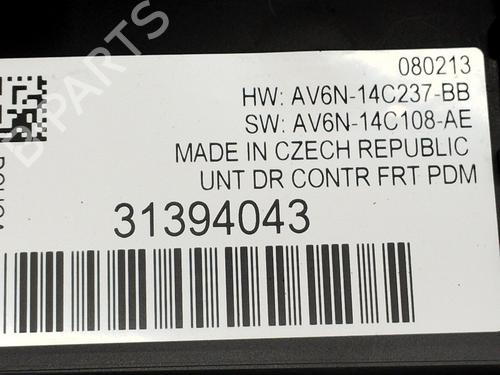 080213
HW: AV6N-14C237-BB
SW: AV6N-14C108-AE
MADE IN CZECH REPUBLIC
UNT DR CONTR FRT PDM
31394043
B-PARTS